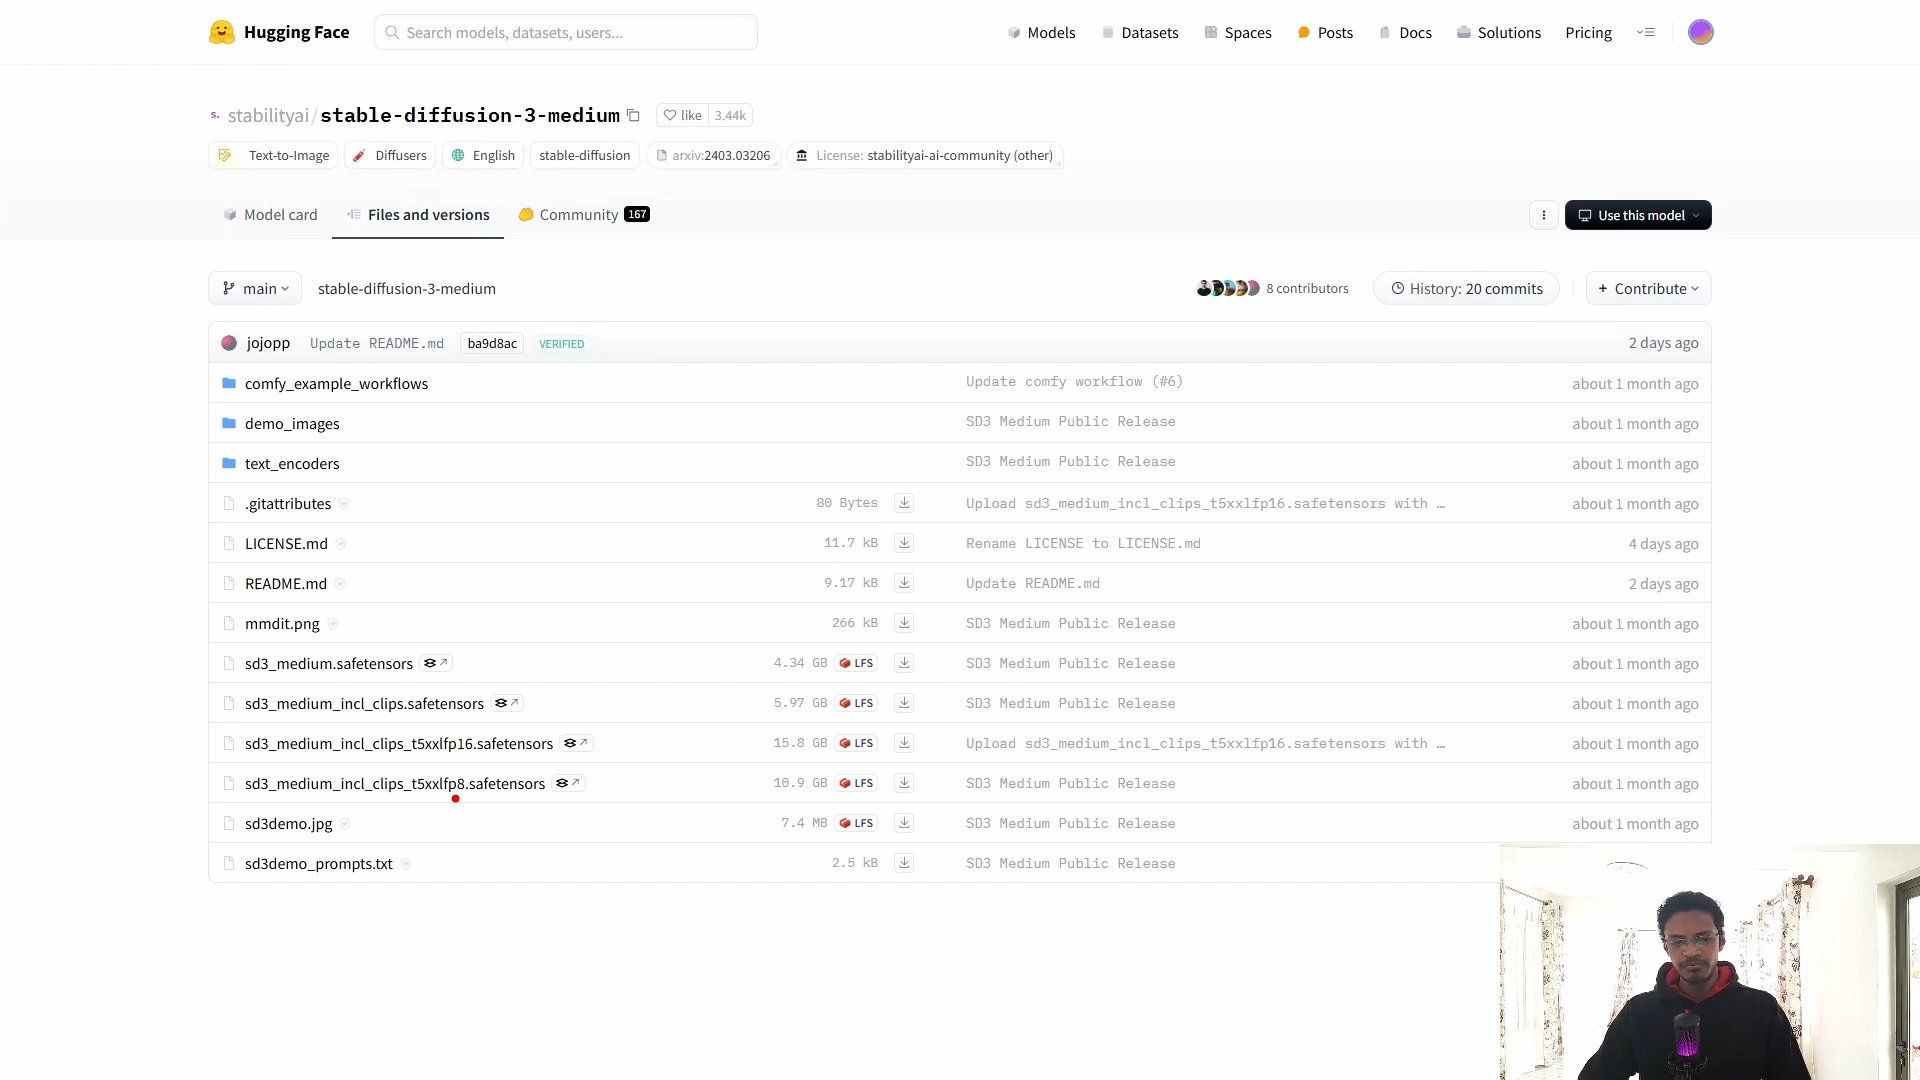 Hugging Face
Search models, datasets, users...
Models
Datasets
Spaces
Posts
Docs
Solutions
Pricing
s. stabilityai/stable-diffusion-3-medium
like 3.44k
Text-to-Image
Diffusers
English
stable-diffusion
arxiv:2403.03206
License: stabilityai-ai-community (other)
Model card
Files and versions
Community 167
Use this model
main
stable-diffusion-3-medium
8 contributors
History: 20 commits
+ Contribute
jojopp Update README.md ba9d8ac VERIFIED 2 days ago
comfy_example_workflows Update comfy workflow (#6) about 1 month ago
demo_images SD3 Medium Public Release about 1 month ago
text_encoders SD3 Medium Public Release about 1 month ago
.gitattributes 80 Bytes Upload sd3_medium_incl_clips_t5xxlfp16.safetensors with … about 1 month ago
LICENSE.md 11.7 kB Rename LICENSE to LICENSE.md 4 days ago
README.md 9.17 kB Update README.md 2 days ago
mmdit.png 266 kB SD3 Medium Public Release about 1 month ago
sd3_medium.safetensors 4.34 GB LFS SD3 Medium Public Release about 1 month ago
sd3_medium_incl_clips.safetensors 5.97 GB LFS SD3 Medium Public Release about 1 month ago
sd3_medium_incl_clips_t5xxlfp16.safetensors 15.8 GB LFS Upload sd3_medium_incl_clips_t5xxlfp16.safetensors with … about 1 month ago
sd3_medium_incl_clips_t5xxlfp8.safetensors 10.9 GB LFS SD3 Medium Public Release about 1 month ago
sd3demo.jpg 7.4 MB LFS SD3 Medium Public Release about 1 month ago
sd3demo_prompts.txt 2.5 kB SD3 Medium Public Release